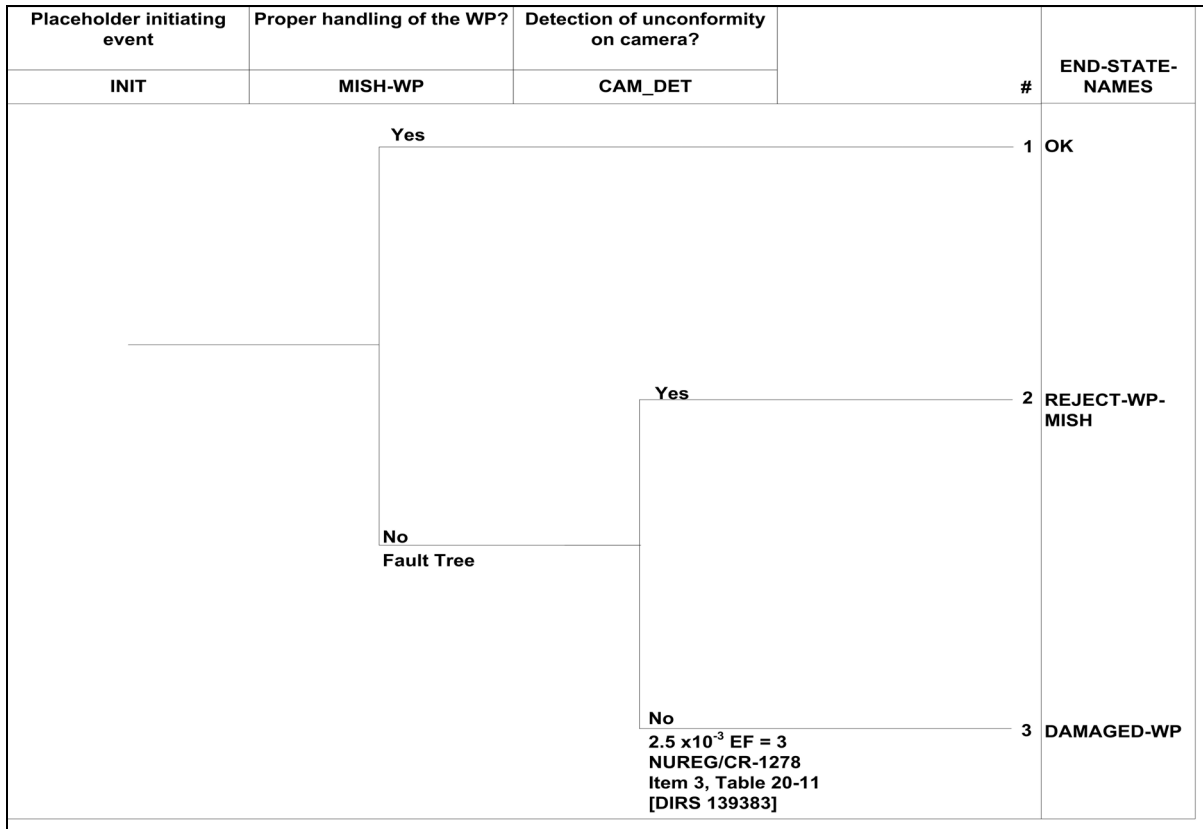 Placeholder initiating
event
Proper handling of the WP?
Detection of unconformity
on camera?
END-STATE-
NAMES
INIT
MISH-WP
CAM_DET
#
Yes
1 OK
Yes
2 REJECT-WP-
MISH
No
Fault Tree
No
2.5 x10⁻³ EF = 3
NUREG/CR-1278
Item 3, Table 20-11
[DIRS 139383]
3 DAMAGED-WP